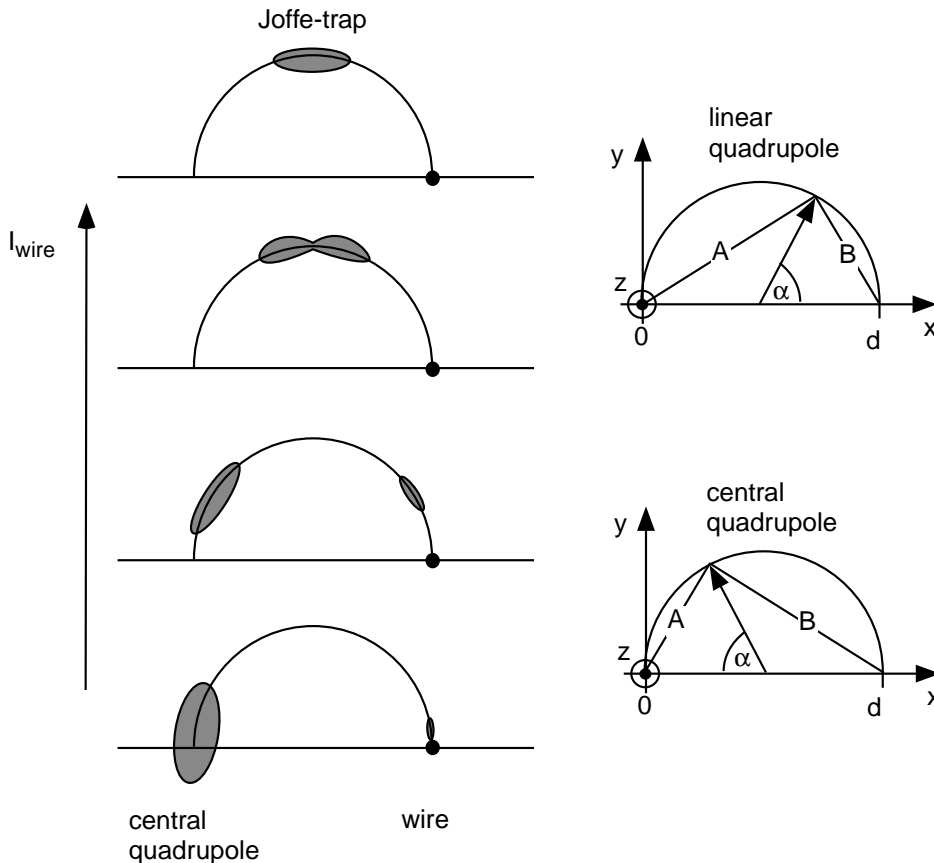 Joffe-trap
I_wire
central
quadrupole
wire
linear
quadrupole
y
A
B
α
z
0
d
x
central
quadrupole
y
A
B
α
z
0
d
x